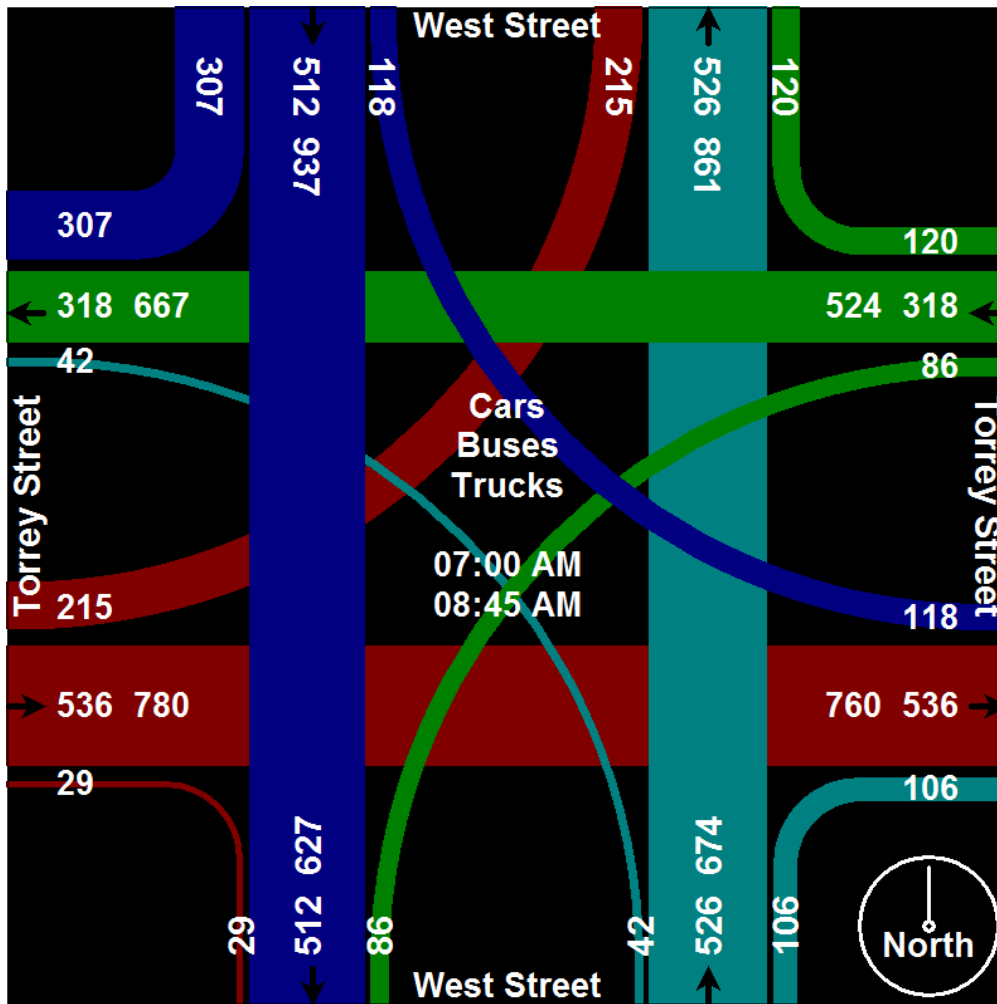 West Street
307
512 937
118
215
526 861
120
307
120
318 667
524 318
42
86
Cars
Buses
Trucks
Torrey Street
Torrey Street
07:00 AM
08:45 AM
215
118
536 780
760 536
29
106
29
512 627
86
42
526 674
106
North
West Street